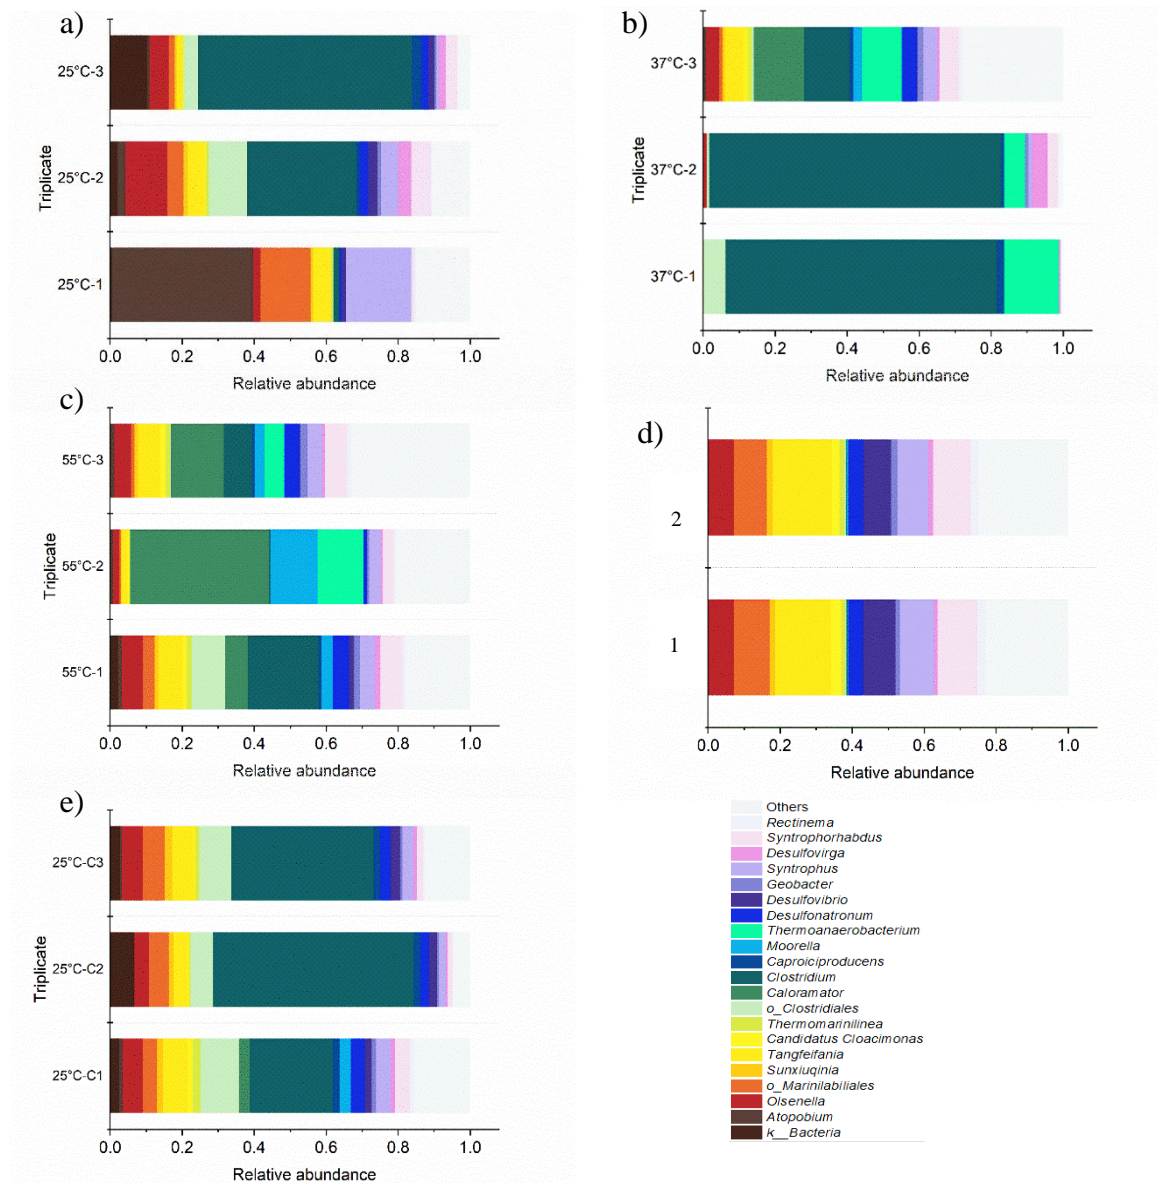 a)
Triplicate
25°C-3
25°C-2
25°C-1
0.0 0.2 0.4 0.6 0.8 1.0
Relative abundance
b)
Triplicate
37°C-3
37°C-2
37°C-1
0.0 0.2 0.4 0.6 0.8 1.0
Relative abundance
c)
Triplicate
55°C-3
55°C-2
55°C-1
0.0 0.2 0.4 0.6 0.8 1.0
Relative abundance
d)
2
1
0.0 0.2 0.4 0.6 0.8 1.0
Relative abundance
e)
Triplicate
25°C-C3
25°C-C2
25°C-C1
0.0 0.2 0.4 0.6 0.8 1.0
Relative abundance
Others
Rectinema
Syntrophorhabdus
Desulfovirga
Syntrophus
Geobacter
Desulfovibrio
Desulfonatronum
Thermoanaerobacterium
Moorella
Caproiciproducens
Clostridium
Caloramator
o_Clostridiales
Thermomarinilinea
Candidatus Cloacimonas
Tangfeifania
Sunxiuqinia
o_Marinilabiliales
Olsenella
Atopobium
k__Bacteria